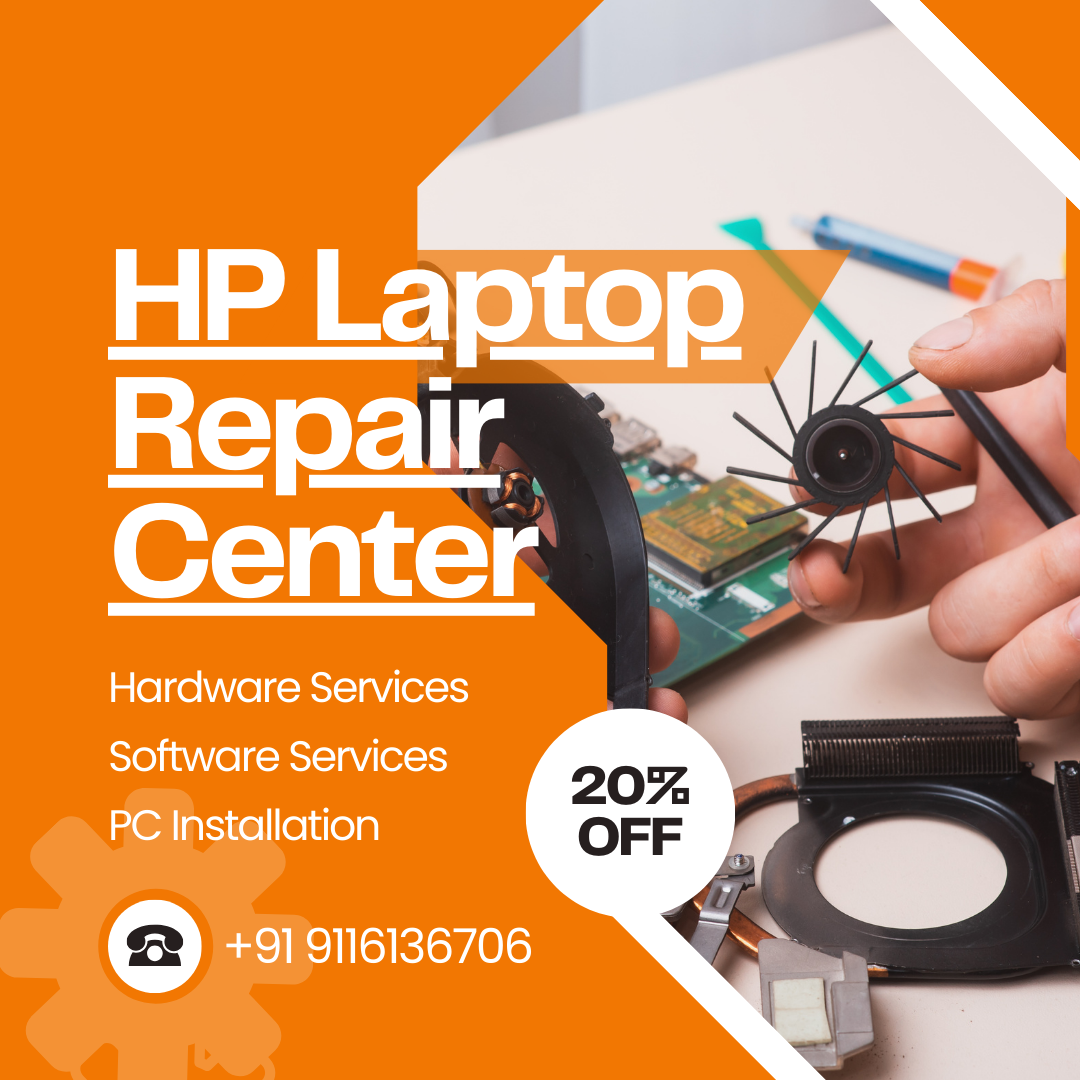 HP Laptop
Repair
Center
Hardware Services
Software Services
PC Installation
20%
OFF
+91 9116136706